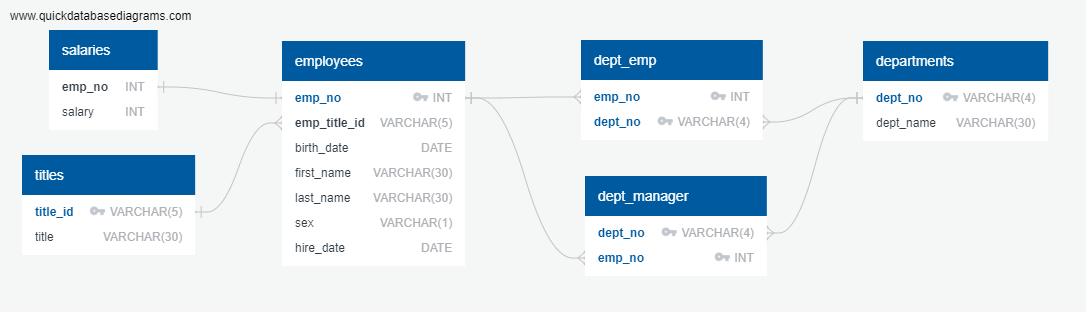 www.quickdatabasediagrams.com
salaries
emp_no INT
salary INT
titles
title_id VARCHAR(5)
title VARCHAR(30)
employees
emp_no INT
emp_title_id VARCHAR(5)
birth_date DATE
first_name VARCHAR(30)
last_name VARCHAR(30)
sex VARCHAR(1)
hire_date DATE
dept_emp
emp_no INT
dept_no VARCHAR(4)
dept_manager
dept_no VARCHAR(4)
emp_no INT
departments
dept_no VARCHAR(4)
dept_name VARCHAR(30)